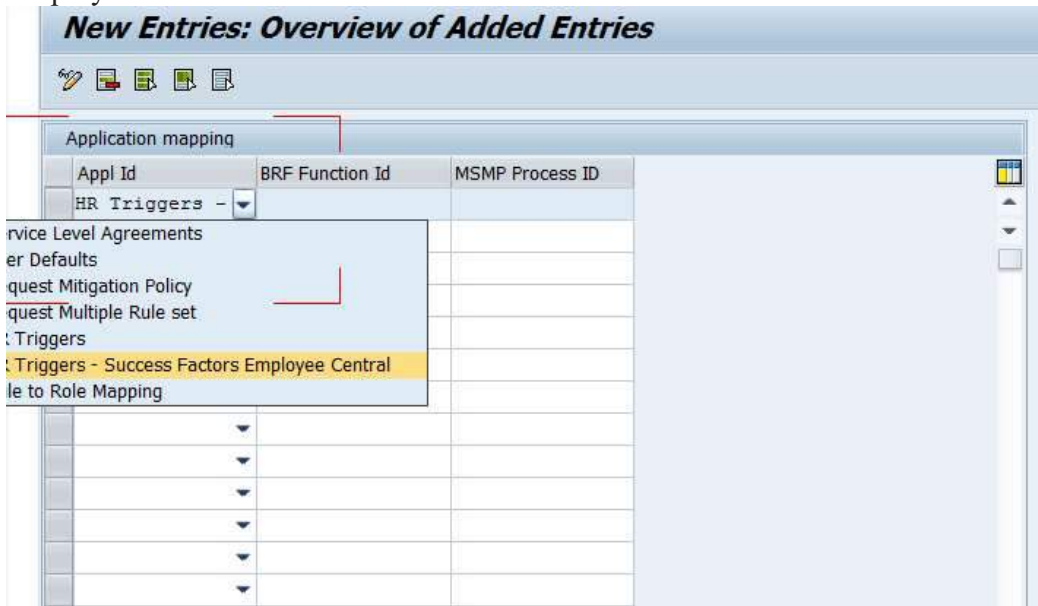 New Entries: Overview of Added Entries
Application mapping
Appl Id BRF Function Id MSMP Process ID
HR Triggers -
rvice Level Agreements
er Defaults
quest Mitigation Policy
quest Multiple Rule set
Triggers
Triggers - Success Factors Employee Central
le to Role Mapping